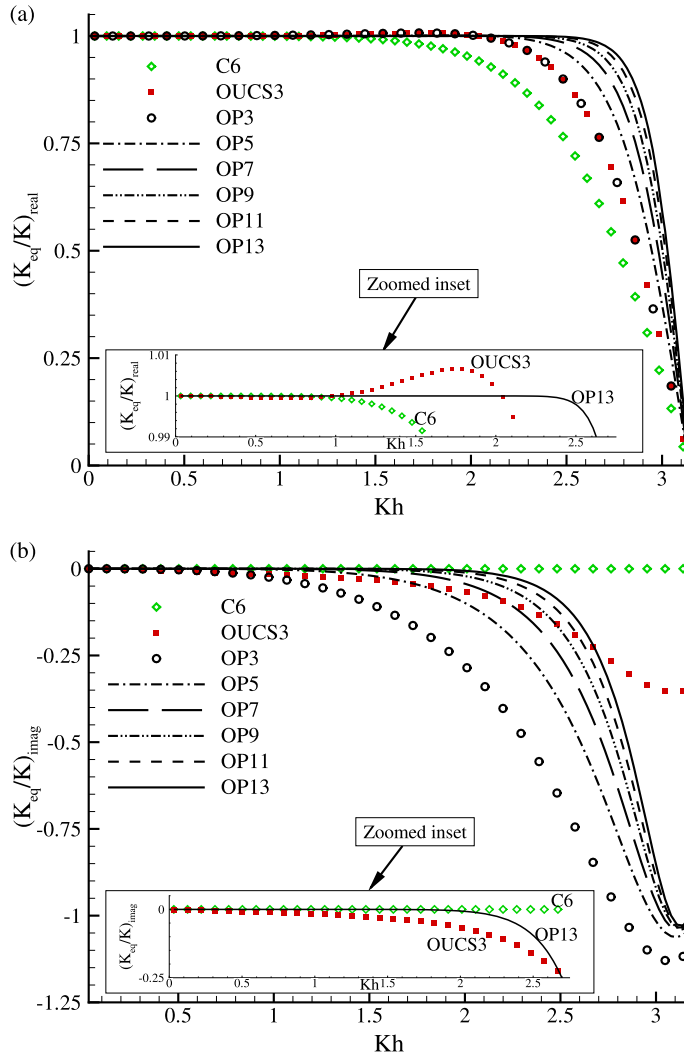 (a)
1
0.75
0.5
0.25
0
(K_eq/K)_real
C6
OUCS3
OP3
OP5
OP7
OP9
OP11
OP13
Zoomed inset
1.01
1
0.99
(K_eq/K)_real
OUCS3
OP13
C6
0 0.5 1 Kh 1.5 2 2.5
0 0.5 1 1.5 2 2.5 3
Kh
(b)
0
-0.25
-0.5
-0.75
-1
-1.25
(K_eq/K)_imag
C6
OUCS3
OP3
OP5
OP7
OP9
OP11
OP13
Zoomed inset
0
-0.25
(K_eq/K)_imag
C6
OP13
OUCS3
0.5 1 Kh 1.5 2 2.5
0.5 1 1.5 2 2.5 3
Kh